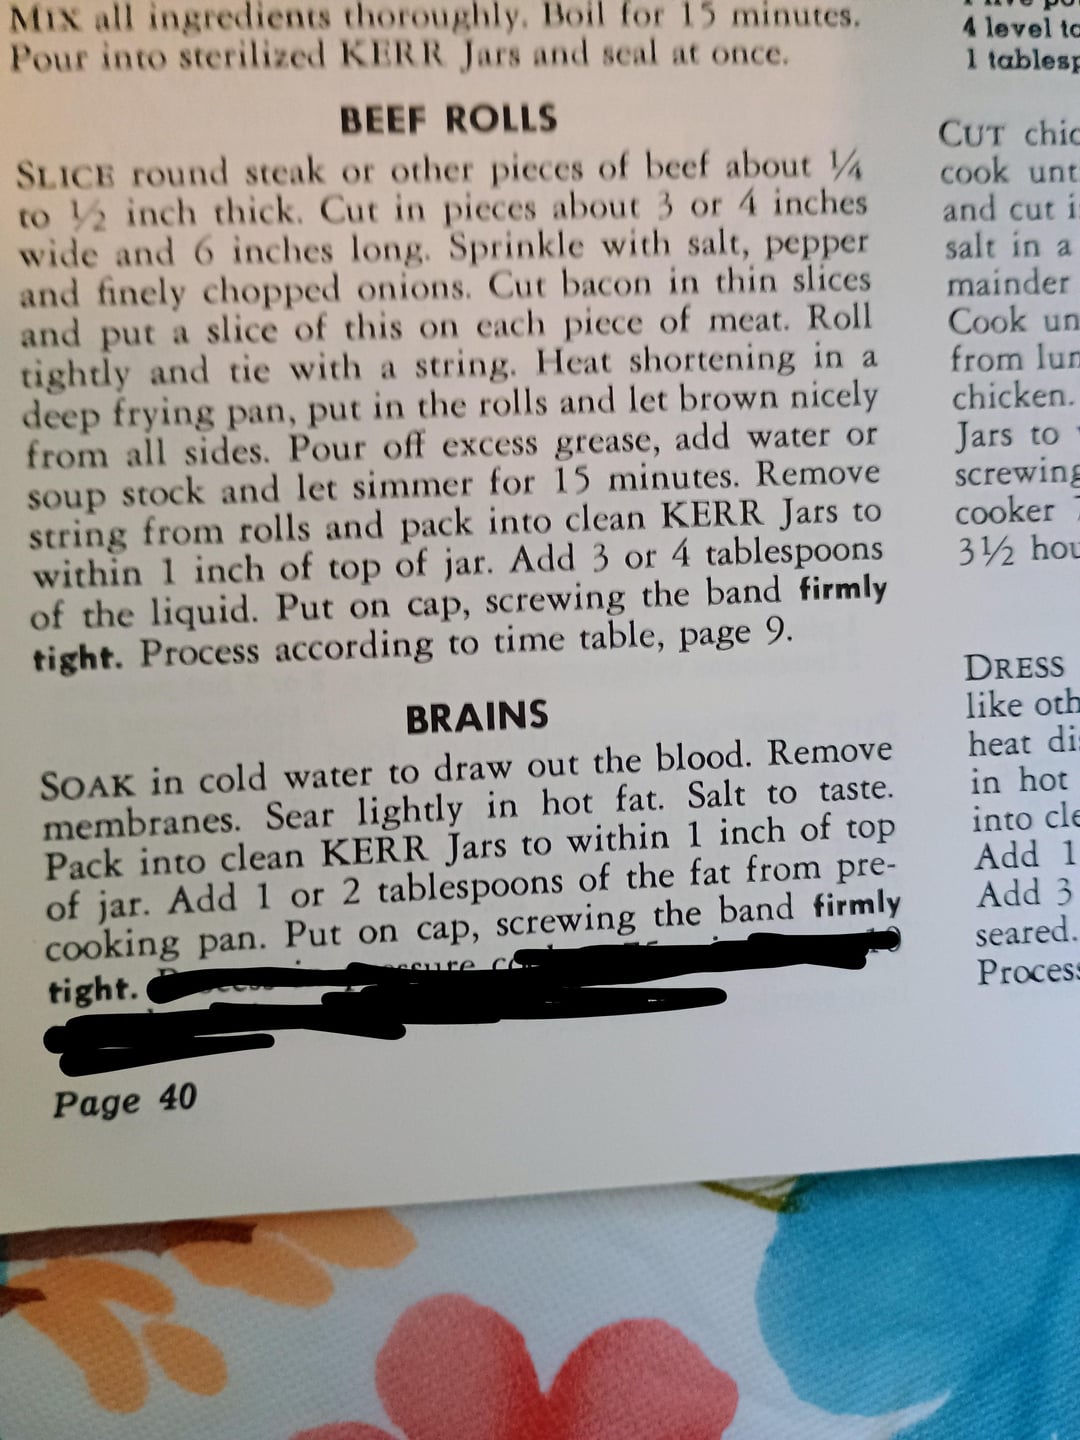 MIX all ingredients thoroughly. Boil for 15 minutes.
Pour into sterilized KERR Jars and seal at once.
BEEF ROLLS
SLICE round steak or other pieces of beef about ¼
to ½ inch thick. Cut in pieces about 3 or 4 inches
wide and 6 inches long. Sprinkle with salt, pepper
and finely chopped onions. Cut bacon in thin slices
and put a slice of this on each piece of meat. Roll
tightly and tie with a string. Heat shortening in a
deep frying pan, put in the rolls and let brown nicely
from all sides. Pour off excess grease, add water or
soup stock and let simmer for 15 minutes. Remove
string from rolls and pack into clean KERR Jars to
within 1 inch of top of jar. Add 3 or 4 tablespoons
of the liquid. Put on cap, screwing the band firmly
tight. Process according to time table, page 9.
BRAINS
SOAK in cold water to draw out the blood. Remove
membranes. Sear lightly in hot fat. Salt to taste.
Pack into clean KERR Jars to within 1 inch of top
of jar. Add 1 or 2 tablespoons of the fat from pre-
cooking pan. Put on cap, screwing the band firmly
tight.
Page 40
4 level
1
CUT
cook
and cut
salt in a
mainder
Cook
from
chicken.
Jars to
screwing
cooker
3½
DRESS
like
heat
in hot
into
Add 1
Add 3
seared.
Process